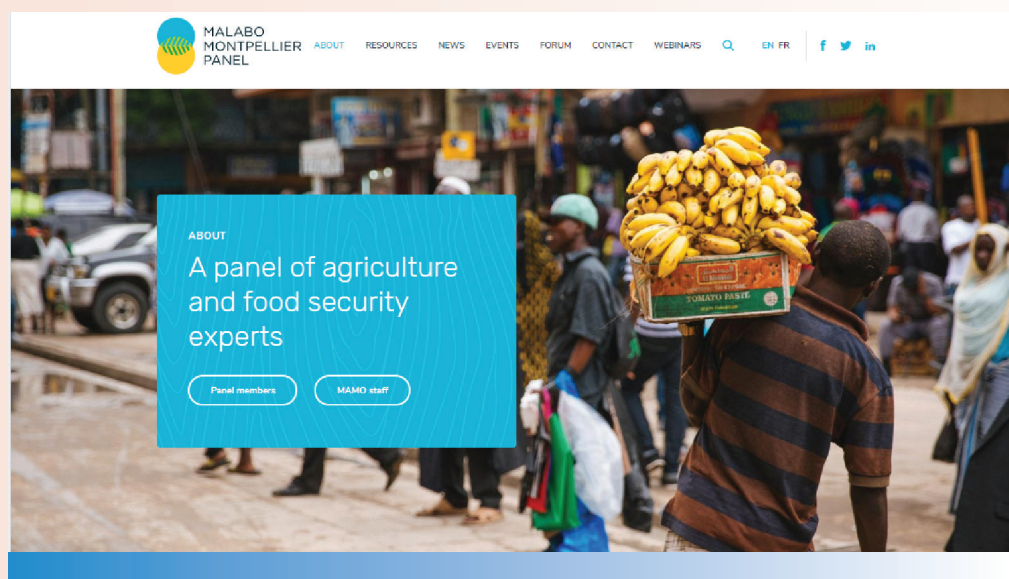 MALABO
MONTPELLIER
PANEL
ABOUT RESOURCES NEWS EVENTS FORUM CONTACT WEBINARS EN FR
ABOUT
A panel of agriculture
and food security
experts
Panel members MAMO staff
TOMATO PASTE